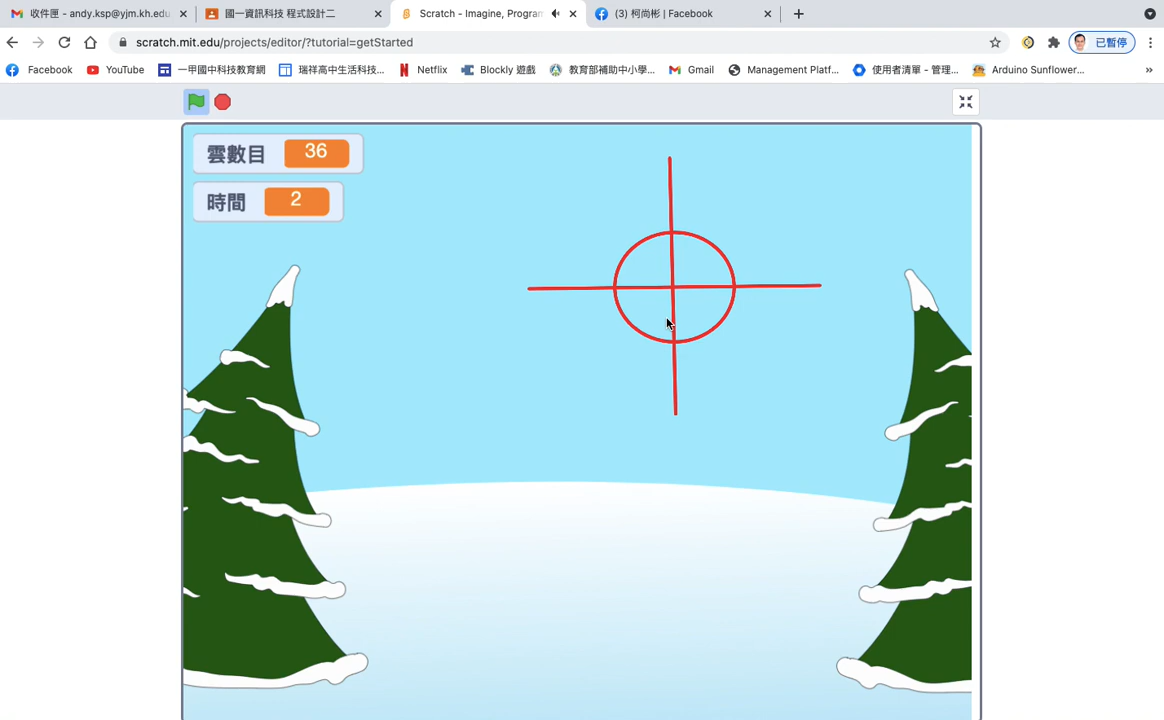 收件匣 - andy.ksp@yjm.kh.edu
國一資訊科技 程式設計二
Scratch - Imagine, Program
(3) 柯尚彬 | Facebook
scratch.mit.edu/projects/editor/?tutorial=getStarted
已暫停
Facebook
YouTube
一甲國中科技教育網
瑞祥高中生活科技...
Netflix
Blockly 遊戲
教育部補助中小學...
Gmail
Management Platf...
使用者清單 - 管理...
Arduino Sunflower...
»
雲數目 36
時間 2